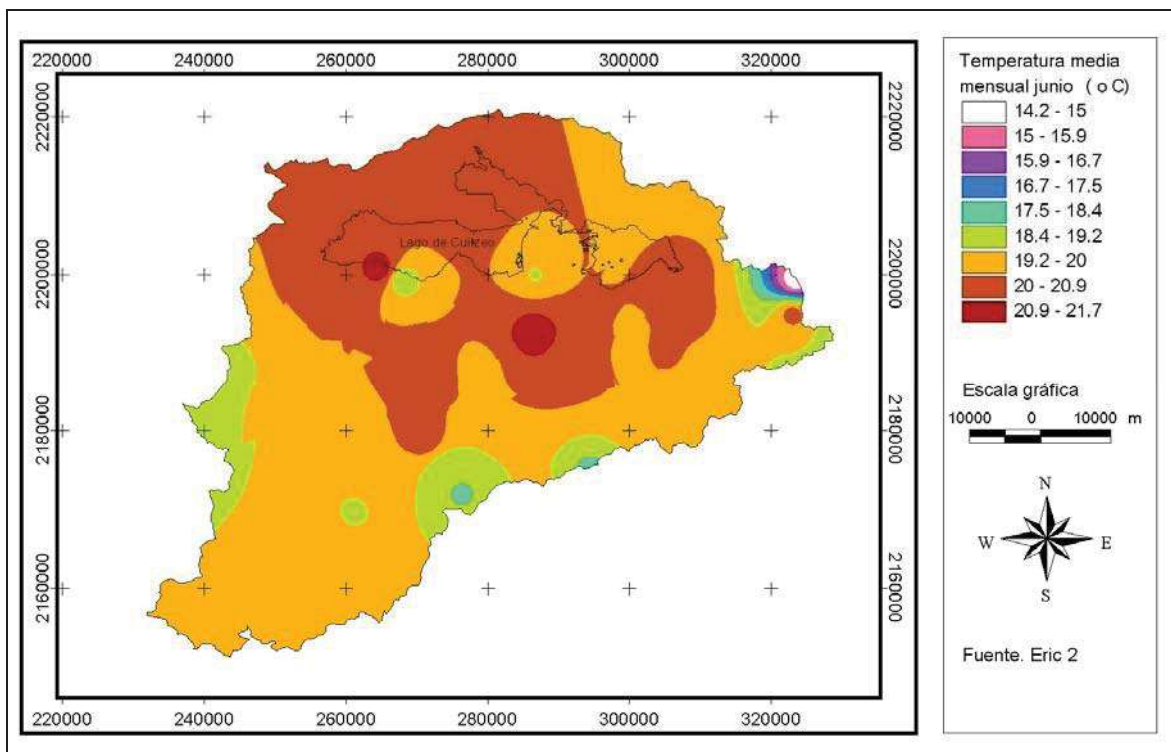 220000 240000 260000 280000 300000 320000
2220000 2220000
Lago de Cuitzeo
2200000 2200000
2180000 2180000
2160000 2160000
220000 240000 260000 280000 300000 320000
Temperatura media
mensual junio ( o C)
14.2 - 15
15 - 15.9
15.9 - 16.7
16.7 - 17.5
17.5 - 18.4
18.4 - 19.2
19.2 - 20
20 - 20.9
20.9 - 21.7
Escala gráfica
10000 0 10000 m
N
W E
S
Fuente. Eric 2